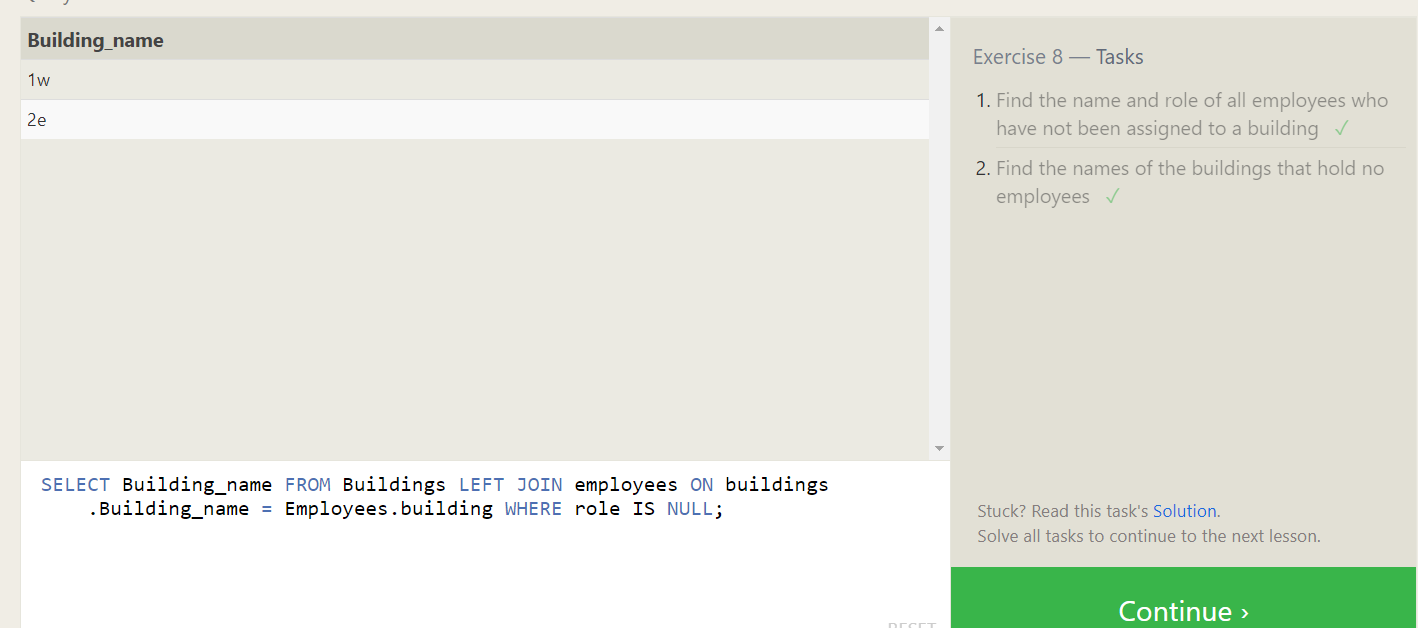 Building_name
1w
2e
SELECT Building_name FROM Buildings LEFT JOIN employees ON buildings
.Building_name = Employees.building WHERE role IS NULL;
Exercise 8 — Tasks
1. Find the name and role of all employees who
have not been assigned to a building ✓
2. Find the names of the buildings that hold no
employees ✓
Stuck? Read this task's Solution.
Solve all tasks to continue to the next lesson.
Continue ›
RESET